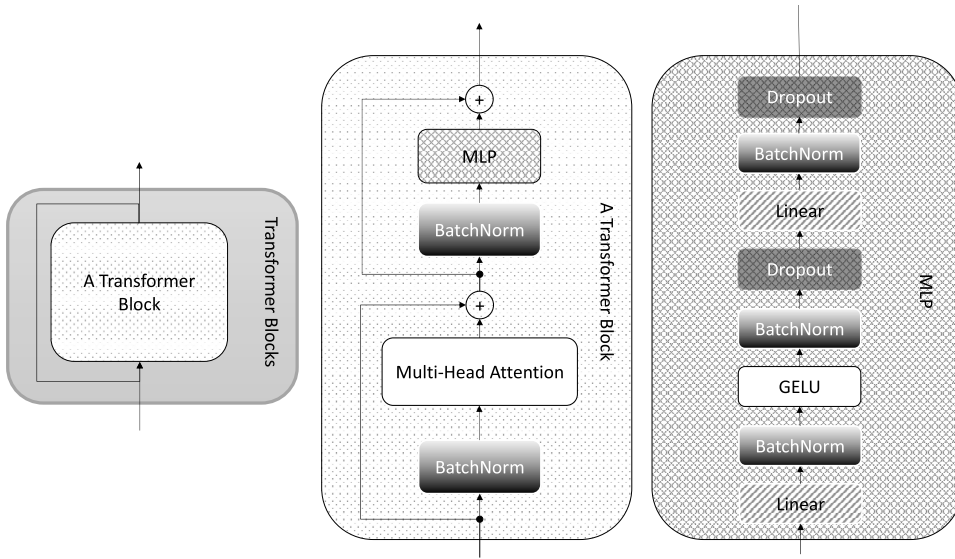 A Transformer
Block
Transformer Blocks
+
MLP
BatchNorm
+
Multi-Head Attention
BatchNorm
A Transformer Block
Dropout
BatchNorm
Linear
Dropout
BatchNorm
GELU
BatchNorm
Linear
MLP